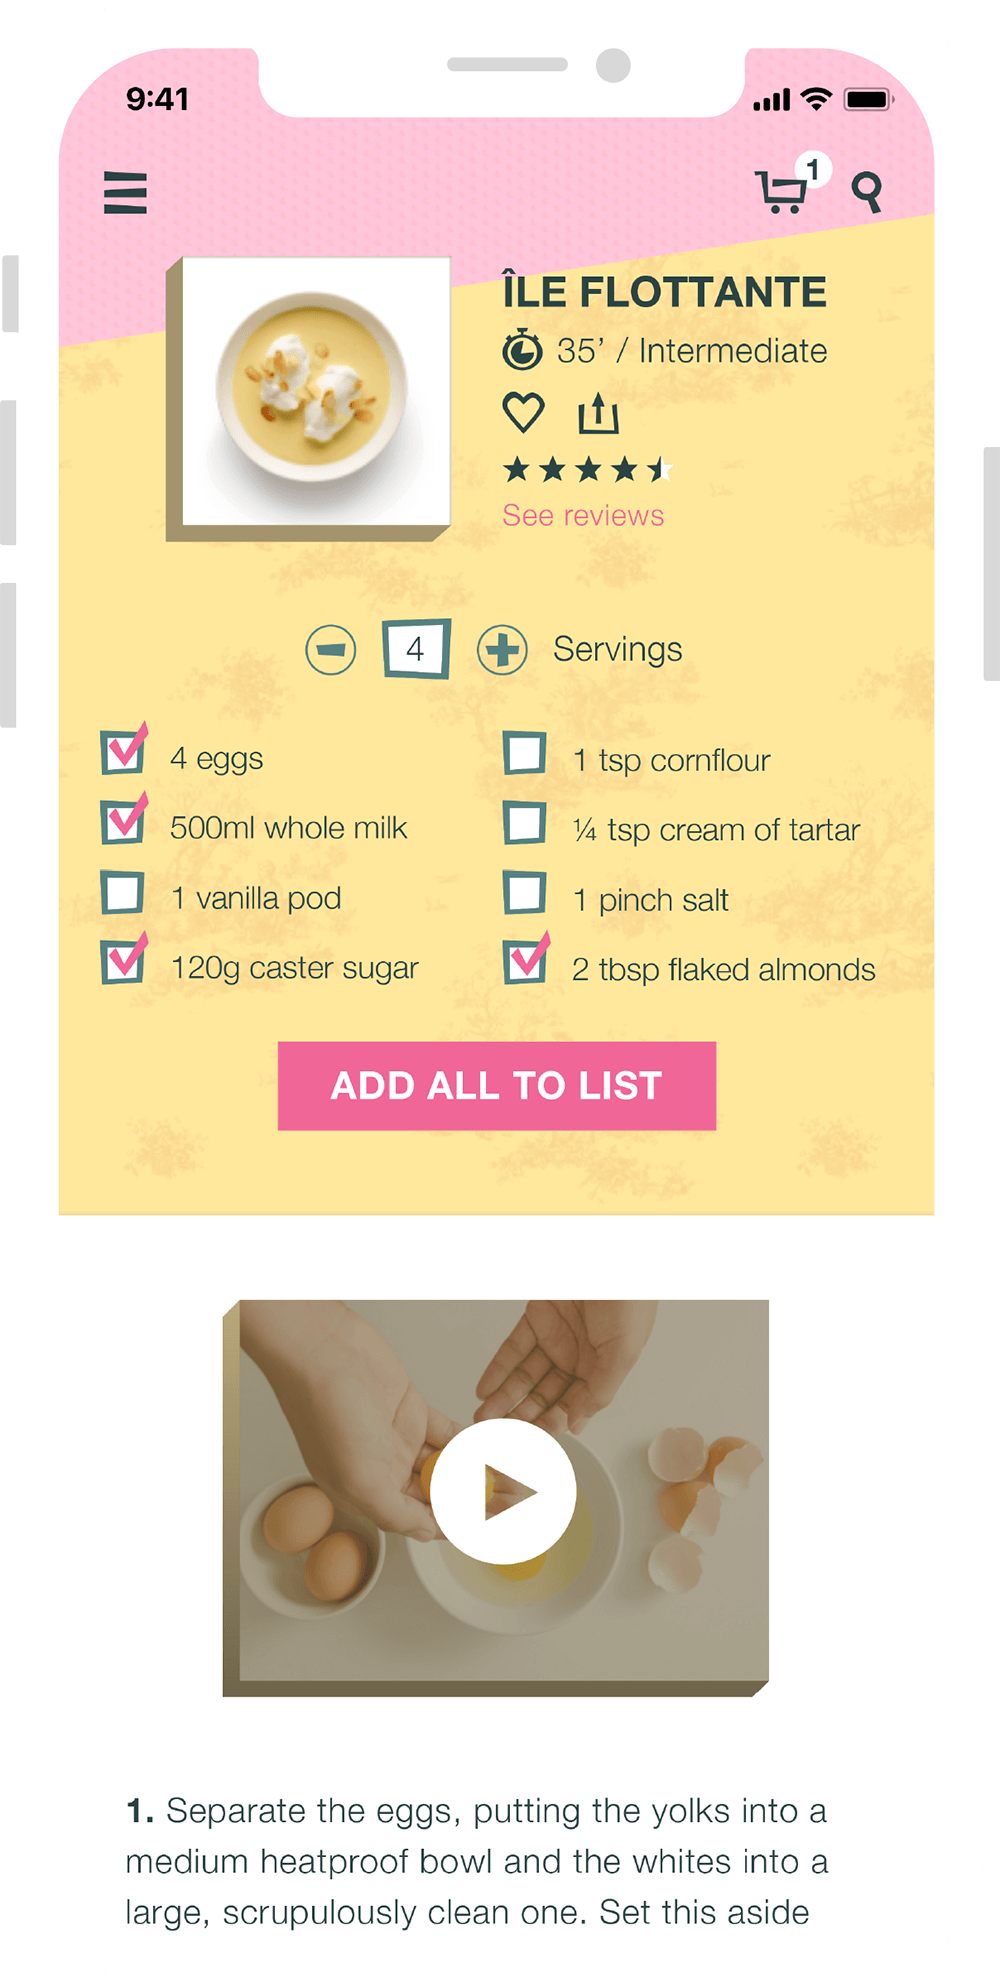 9:41
1
ÎLE FLOTTANTE
35’ / Intermediate
See reviews
4 Servings
4 eggs
500ml whole milk
1 vanilla pod
120g caster sugar
1 tsp cornflour
¼ tsp cream of tartar
1 pinch salt
2 tbsp flaked almonds
ADD ALL TO LIST
1. Separate the eggs, putting the yolks into a
medium heatproof bowl and the whites into a
large, scrupulously clean one. Set this aside